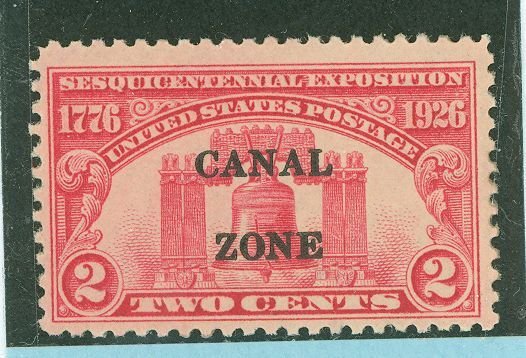 SESQUICENTENNIAL EXPOSITION
1776 1926
UNITED STATES POSTAGE
CANAL
ZONE
2 2
TWO CENTS